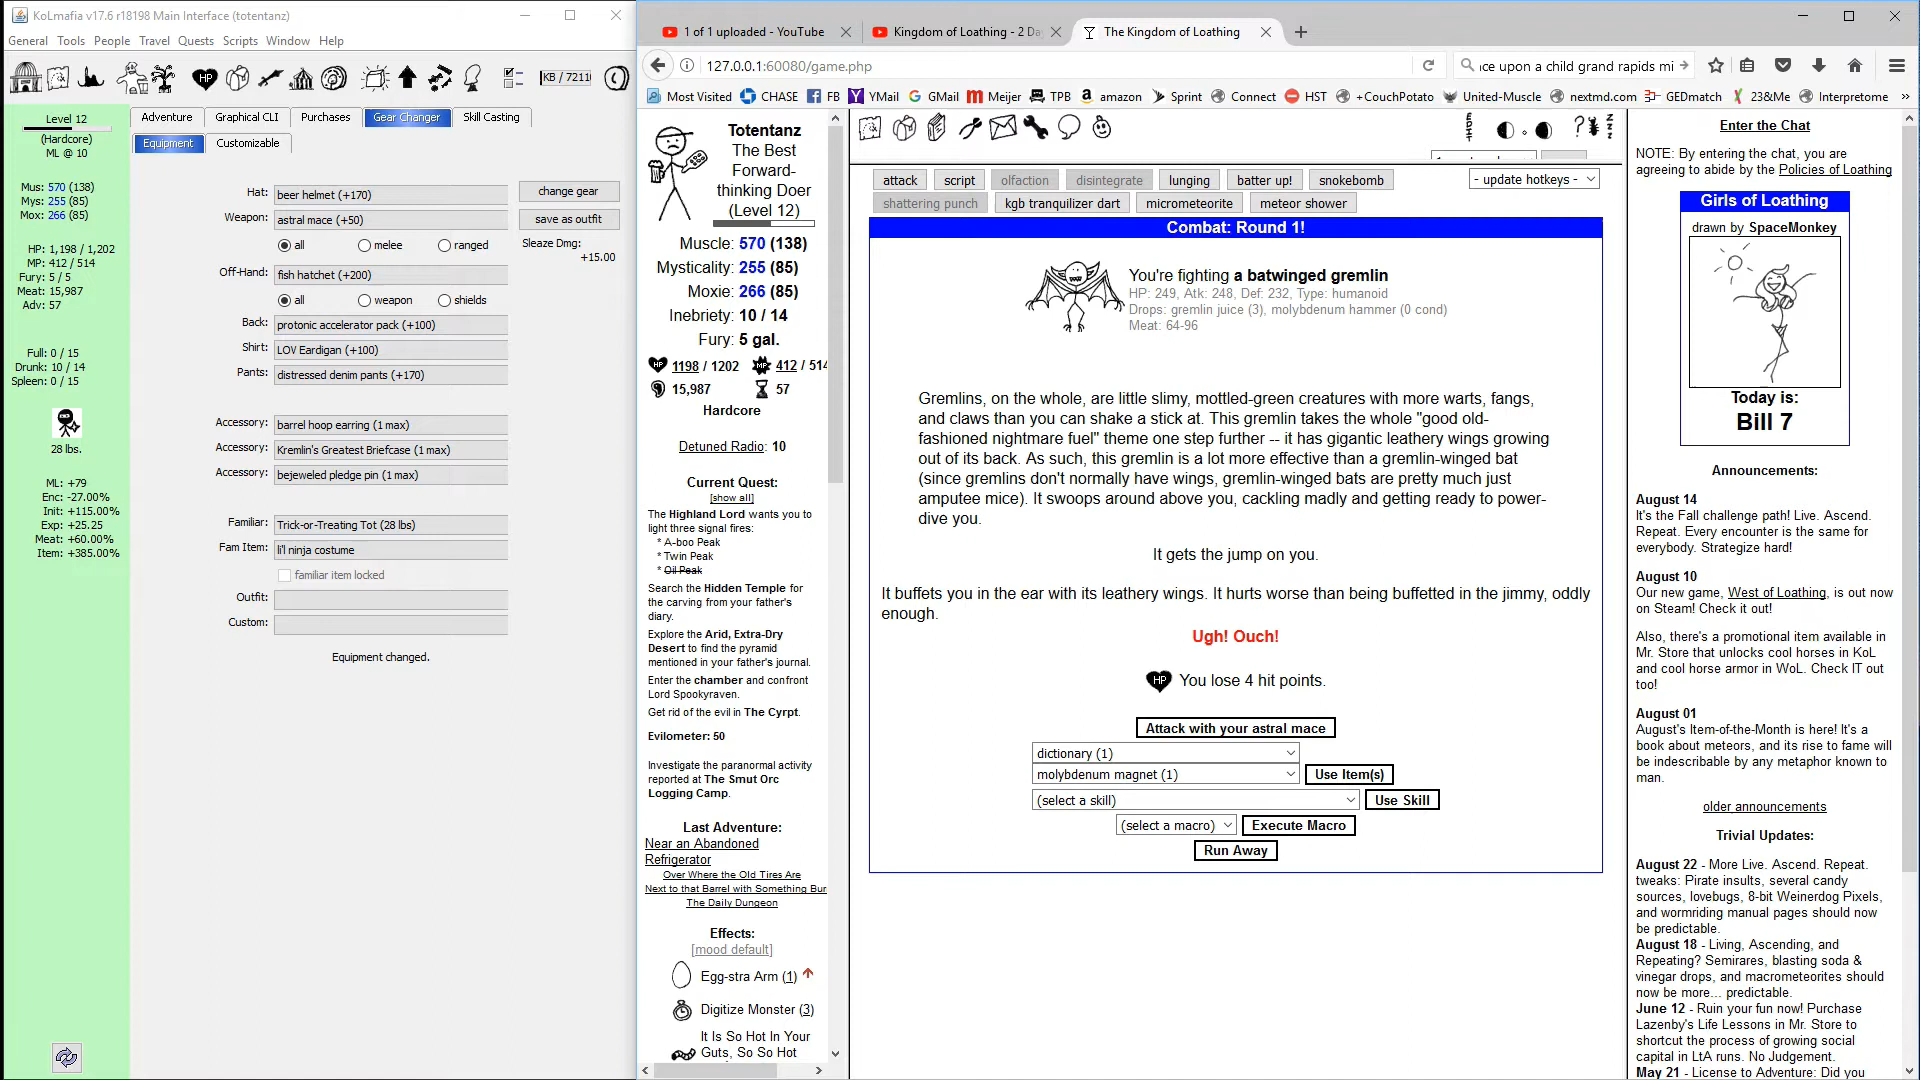 KoLmafia v17.6 r18198 Main Interface (totentanz)
General Tools People Travel Quests Scripts Window Help
HP
KB / 7211
Level 12
(Hardcore)
ML @ 10
Mus: 570 (138)
Mys: 255 (85)
Mox: 266 (85)
HP: 1,198 / 1,202
MP: 412 / 514
Fury: 5 / 5
Meat: 15,987
Adv: 57
Full: 0 / 15
Drunk: 10 / 14
Spleen: 0 / 15
28 lbs.
ML: +79
Enc: -27.00%
Init: +115.00%
Exp: +25.25
Meat: +60.00%
Item: +385.00%
Adventure Graphical CLI Purchases Gear Changer Skill Casting
Equipment Customizable
Hat: beer helmet (+170) change gear
Weapon: astral mace (+50) save as outfit
all melee ranged
Sleaze Dmg:
+15.00
Off-Hand: fish hatchet (+200)
all weapon shields
Back: protonic accelerator pack (+100)
Shirt: LOV Eardigan (+100)
Pants: distressed denim pants (+170)
Accessory: barrel hoop earring (1 max)
Accessory: Kremlin's Greatest Briefcase (1 max)
Accessory: bejeweled pledge pin (1 max)
Familiar: Trick-or-Treating Tot (28 lbs)
Fam Item: li'l ninja costume
familiar item locked
Outfit:
Custom:
Equipment changed.
1 of 1 uploaded - YouTube
Kingdom of Loathing - 2 Da
The Kingdom of Loathing
127.0.0.1:60080/game.php
ice upon a child grand rapids mi
Most Visited CHASE FB YMail GMail Meijer TPB amazon Sprint Connect HST +CouchPotato United-Muscle nextmd.com GEDmatch 23&Me Interpretome
Totentanz
The Best
Forward-
thinking Doer
(Level 12)
Muscle: 570 (138)
Mysticality: 255 (85)
Moxie: 266 (85)
Inebriety: 10 / 14
Fury: 5 gal.
HP 1198 / 1202 MP 412 / 514
15,987 57
Hardcore
Detuned Radio: 10
Current Quest:
[show all]
The Highland Lord wants you to
light three signal fires:
* A-boo Peak
* Twin Peak
* Oil Peak
Search the Hidden Temple for
the carving from your father's
diary.
Explore the Arid, Extra-Dry
Desert to find the pyramid
mentioned in your father's journal.
Enter the chamber and confront
Lord Spookyraven.
Get rid of the evil in The Cyrpt.
Evilometer: 50
Investigate the paranormal activity
reported at The Smut Orc
Logging Camp.
Last Adventure:
Near an Abandoned
Refrigerator
Over Where the Old Tires Are
Next to that Barrel with Something Bur
The Daily Dungeon
Effects:
[mood default]
Egg-stra Arm (1)
Digitize Monster (3)
It Is So Hot In Your
Guts, So So Hot
EDIT
attack script olfaction disintegrate lunging batter up! snokebomb - update hotkeys -
shattering punch kgb tranquilizer dart micrometeorite meteor shower
Combat: Round 1!
You're fighting a batwinged gremlin
HP: 249, Atk: 248, Def: 232, Type: humanoid
Drops: gremlin juice (3), molybdenum hammer (0 cond)
Meat: 64-96
Gremlins, on the whole, are little slimy, mottled-green creatures with more warts, fangs,
and claws than you can shake a stick at. This gremlin takes the whole "good old-
fashioned nightmare fuel" theme one step further -- it has gigantic leathery wings growing
out of its back. As such, this gremlin is a lot more effective than a gremlin-winged bat
(since gremlins don't normally have wings, gremlin-winged bats are pretty much just
amputee mice). It swoops around above you, cackling madly and getting ready to power-
dive you.
It gets the jump on you.
It buffets you in the ear with its leathery wings. It hurts worse than being buffetted in the jimmy, oddly
enough.
Ugh! Ouch!
HP You lose 4 hit points.
Attack with your astral mace
dictionary (1)
molybdenum magnet (1) Use Item(s)
(select a skill) Use Skill
(select a macro) Execute Macro
Run Away
Enter the Chat
NOTE: By entering the chat, you are
agreeing to abide by the Policies of Loathing
Girls of Loathing
drawn by SpaceMonkey
Today is:
Bill 7
Announcements:
August 14
It's the Fall challenge path! Live. Ascend.
Repeat. Every encounter is the same for
everybody. Strategize hard!
August 10
Our new game, West of Loathing, is out now
on Steam! Check it out!
Also, there's a promotional item available in
Mr. Store that unlocks cool horses in KoL
and cool horse armor in WoL. Check IT out
too!
August 01
August's Item-of-the-Month is here! It's a
book about meteors, and its rise to fame will
be indescribable by any metaphor known to
man.
older announcements
Trivial Updates:
August 22 - More Live. Ascend. Repeat.
tweaks: Pirate insults, several candy
sources, lovebugs, 8-bit Weinerdog Pixels,
and wormriding manual pages should now
be predictable.
August 18 - Living, Ascending, and
Repeating? Semirares, blasting soda &
vinegar drops, and macrometeorites should
now be more... predictable.
June 12 - Ruin your fun now! Purchase
Lazenby's Life Lessons in Mr. Store to
shortcut the process of growing social
capital in LtA runs. No Judgement.
May 21 - License to Adventure: Did you